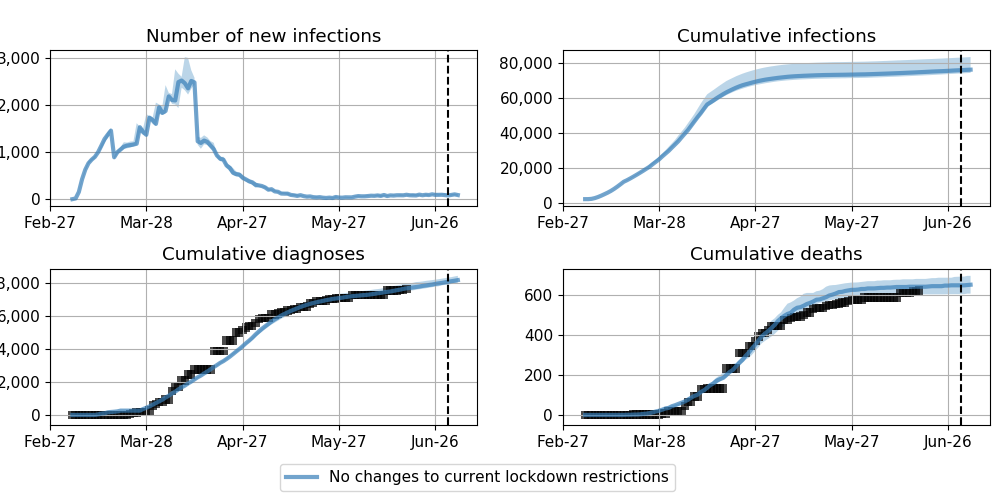 Number of new infections
Cumulative infections
3,000
2,000
1,000
0
Feb-27 Mar-28 Apr-27 May-27 Jun-26
80,000
60,000
40,000
20,000
0
Feb-27 Mar-28 Apr-27 May-27 Jun-26
Cumulative diagnoses
Cumulative deaths
8,000
6,000
4,000
2,000
0
Feb-27 Mar-28 Apr-27 May-27 Jun-26
600
400
200
0
Feb-27 Mar-28 Apr-27 May-27 Jun-26
No changes to current lockdown restrictions